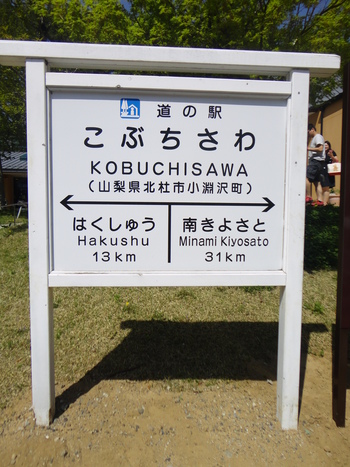 道の駅
こぶちさわ
KOBUCHISAWA
(山梨県北杜市小淵沢町)
はくしゅう
Hakushu
13km
南きよさと
Minami Kiyosato
31km